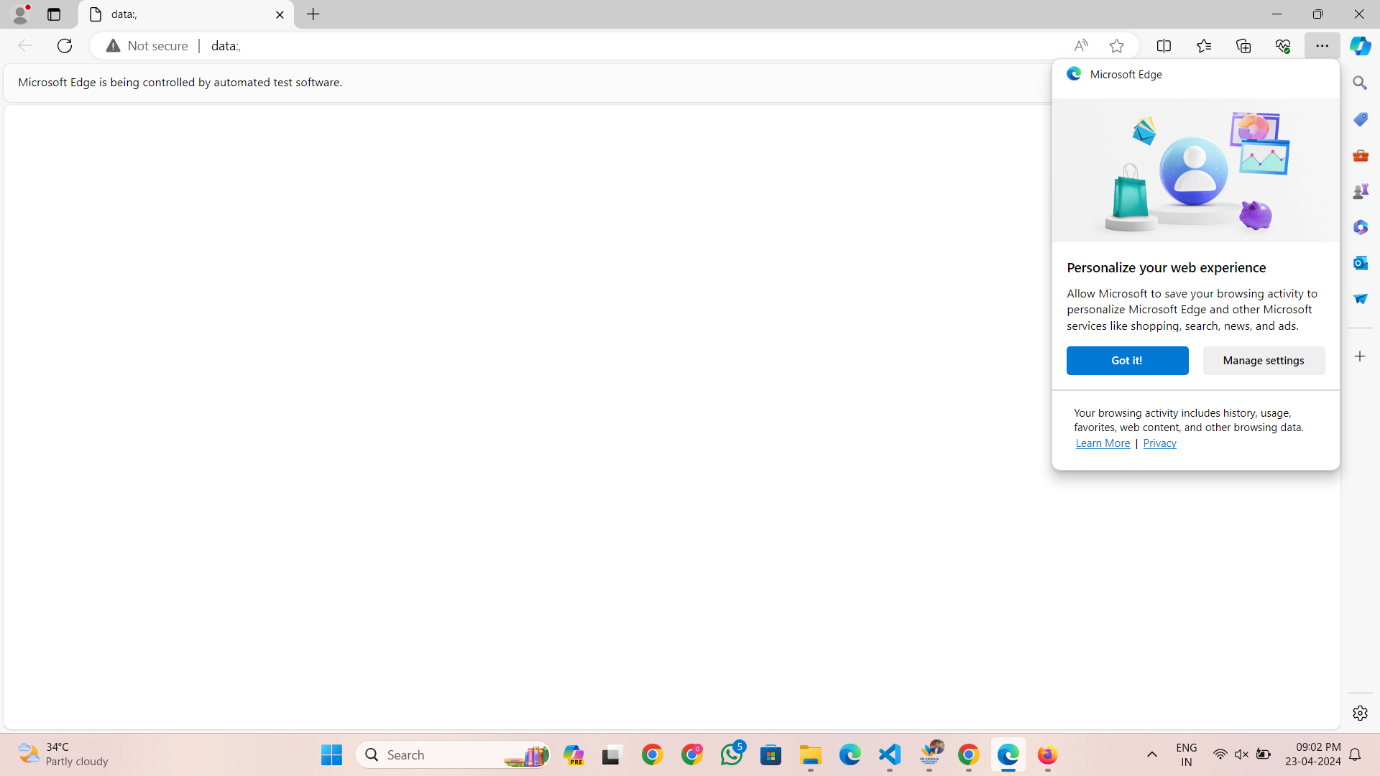 data:,
Not secure
data:,
Microsoft Edge is being controlled by automated test software.
Microsoft Edge
Personalize your web experience
Allow Microsoft to save your browsing activity to
personalize Microsoft Edge and other Microsoft
services like shopping, search, news, and ads.
Got it!
Manage settings
Your browsing activity includes history, usage,
favorites, web content, and other browsing data.
Learn More | Privacy
34°C
Partly cloudy
Search
PRE
5
ENG
IN
09:02 PM
23-04-2024